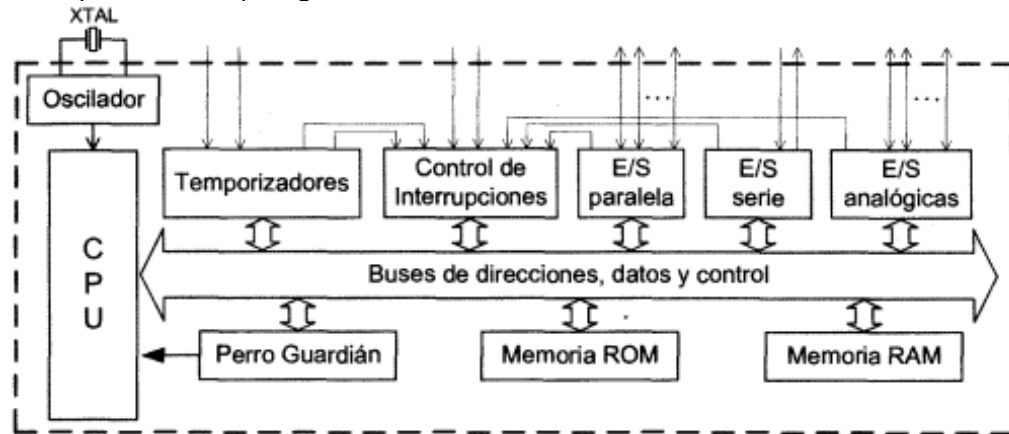 XTAL
Oscilador
Temporizadores
Control de
Interrupciones
E/S
paralela
E/S
serie
E/S
analógicas
...
...
C
P
U
Buses de direcciones, datos y control
Perro Guardián
Memoria ROM
Memoria RAM